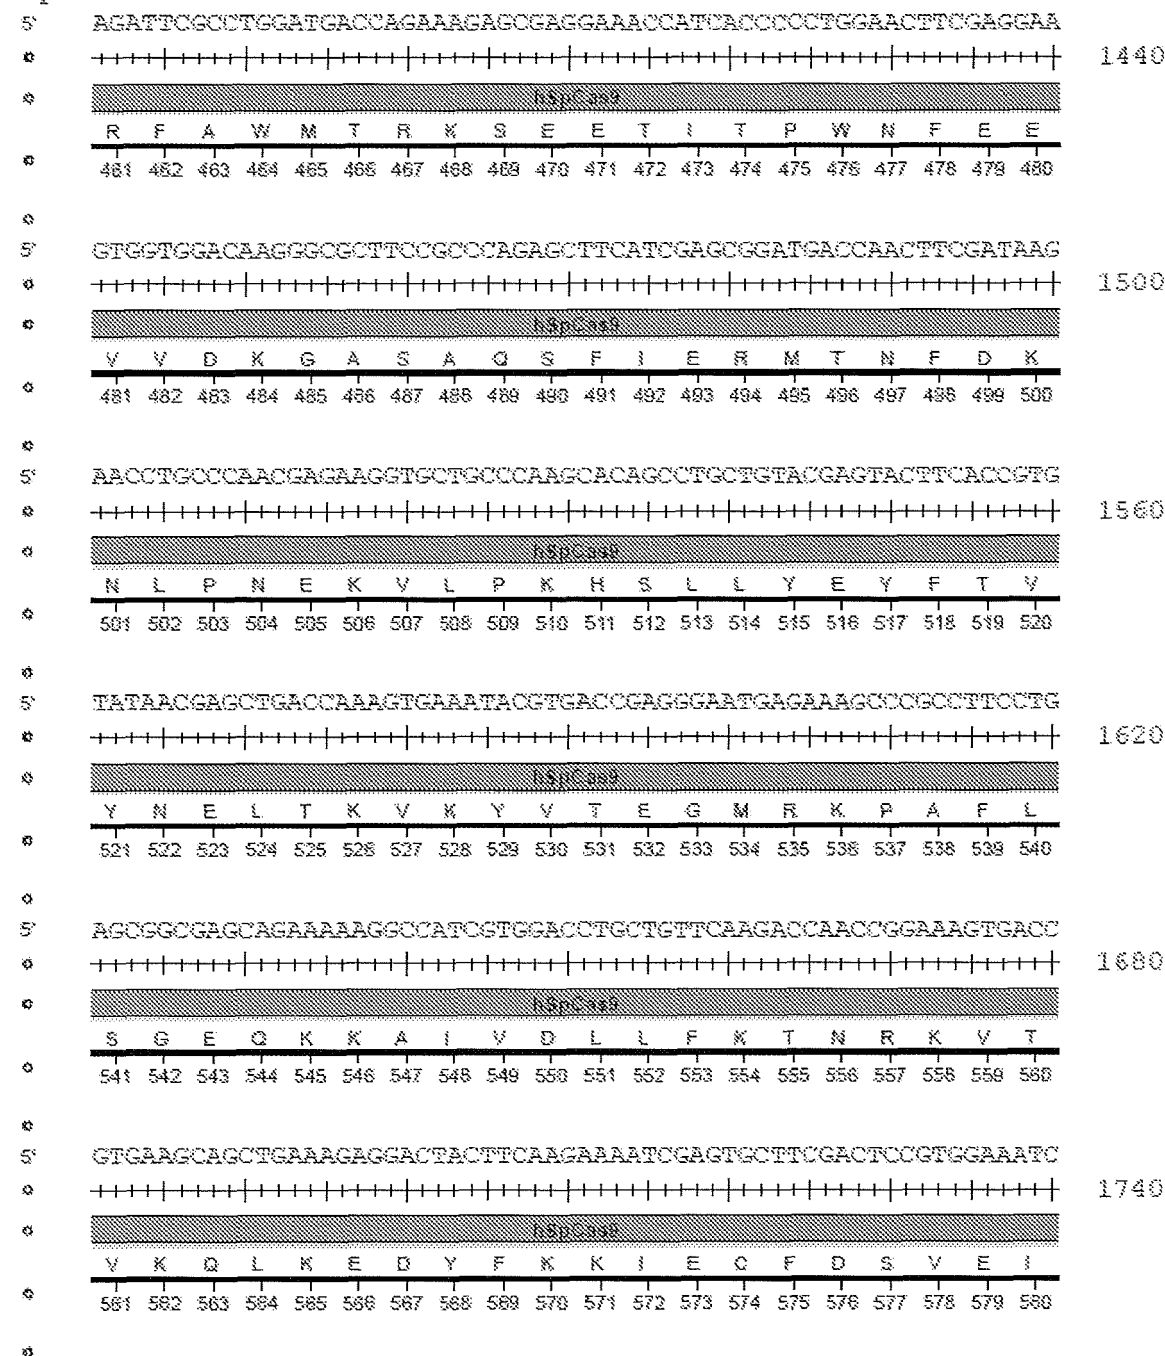 5' AGATTCGCCTGGATGACCAGAAAGAGCGAGGAAACCATCACCCCCTGGAACTTCGAGGAA
1440
hSpCas9
R F A W M T R K S E E T I T P W N F E E
461 462 463 464 465 466 467 468 469 470 471 472 473 474 475 476 477 478 479 480
5' GTGGTGGACAAGGGCGCTTCCGCCCAGAGCTTCATCGAGCGGATGACCAACTTCGATAAG
1500
hSpCas9
V V D K G A S A Q S F I E R M T N F D K
481 482 483 484 485 486 487 488 489 490 491 492 493 494 495 496 497 498 499 500
5' AACCTGCCCAACGAGAAGGTGCTGCCCAAGCACAGCCTGCTGTACGAGTACTTCACCGTG
1560
hSpCas9
N L P N E K V L P K H S L L Y E Y F T V
501 502 503 504 505 506 507 508 509 510 511 512 513 514 515 516 517 518 519 520
5' TATAACGAGCTGACCAAAGTGAAATACGTGACCGAGGGAATGAGAAAGCCCGCCTTCCTG
1620
hSpCas9
Y N E L T K V K Y V T E G M R K P A F L
521 522 523 524 525 526 527 528 529 530 531 532 533 534 535 536 537 538 539 540
5' AGCGGCGAGCAGAAAAAGGCCATCGTGGACCTGCTGTTCAAGACCAACCGGAAAGTGACC
1680
hSpCas9
S G E Q K K A I V D L L F K T N R K V T
541 542 543 544 545 546 547 548 549 550 551 552 553 554 555 556 557 558 559 560
5' GTGAAGCAGCTGAAAGAGGACTACTTCAAGAAAATCGAGTGCTTCGACTCCGTGGAAATC
1740
hSpCas9
V K Q L K E D Y F K K I E C F D S V E I
561 562 563 564 565 566 567 568 569 570 571 572 573 574 575 576 577 578 579 580